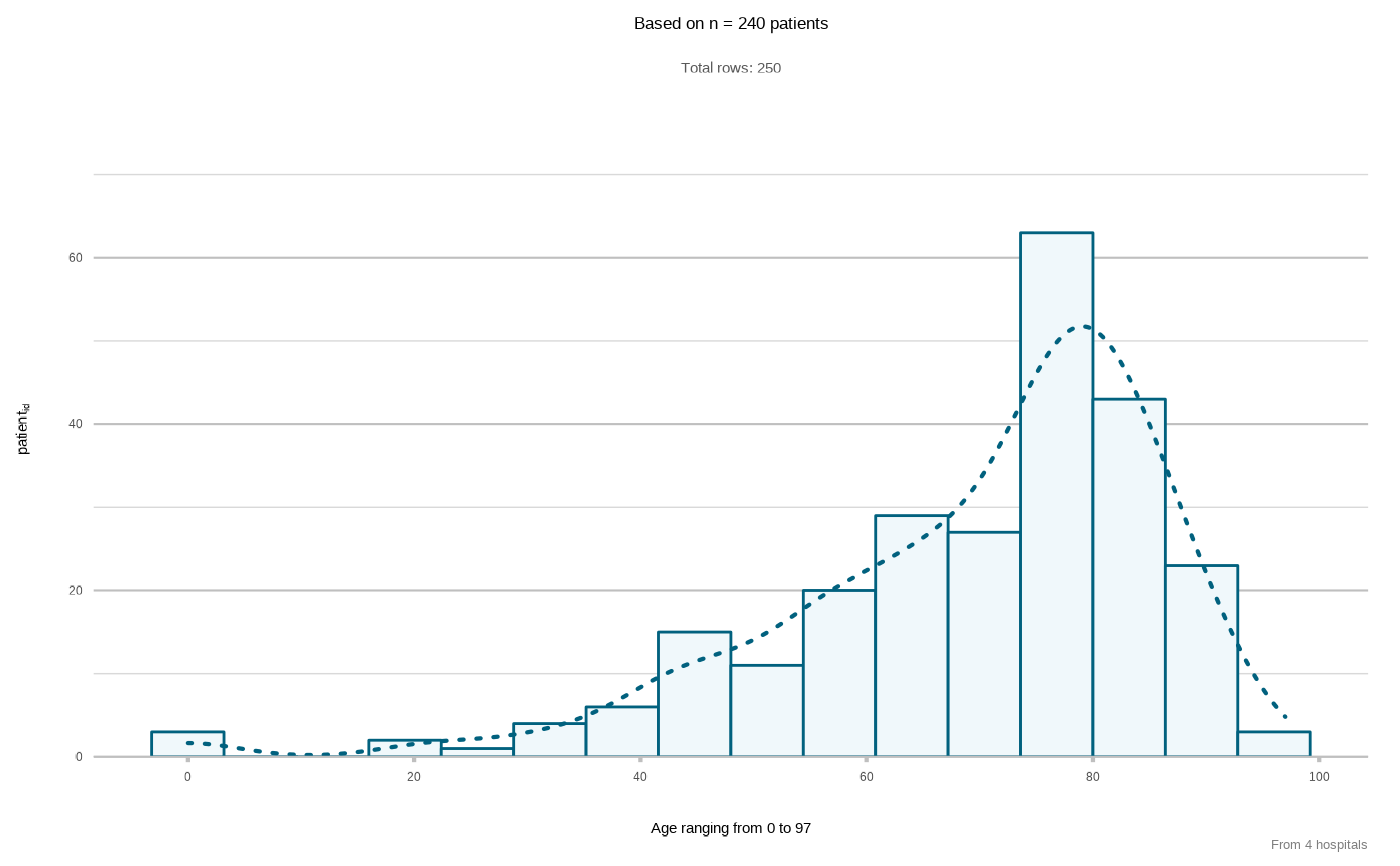 Based on n = 240 patients
Total rows: 250
60
40
20
0
patient_id
0 20 40 60 80 100
Age ranging from 0 to 97
From 4 hospitals